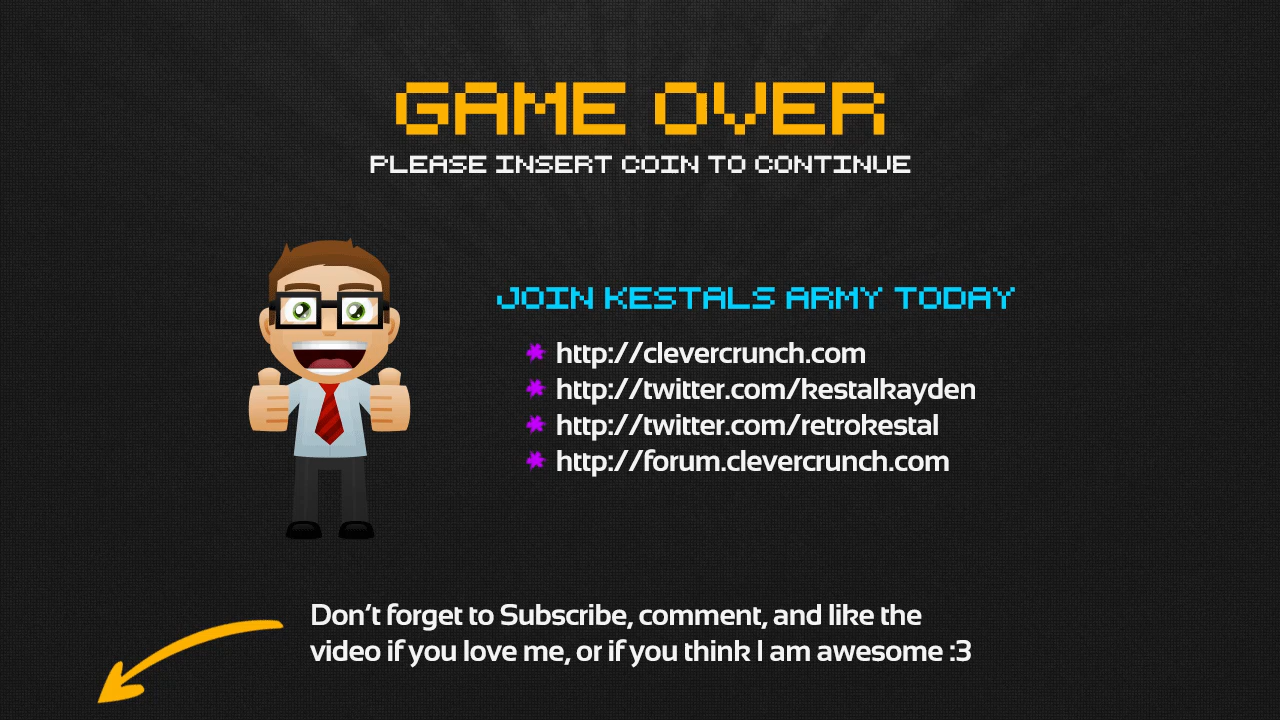 GAME OVER
PLEASE INSERT COIN TO CONTINUE
JOIN KESTALS ARMY TODAY
http://clevercrunch.com
http://twitter.com/kestalkayden
http://twitter.com/retrokestal
http://forum.clevercrunch.com
Don't forget to Subscribe, comment, and like the
video if you love me, or if you think I am awesome :3